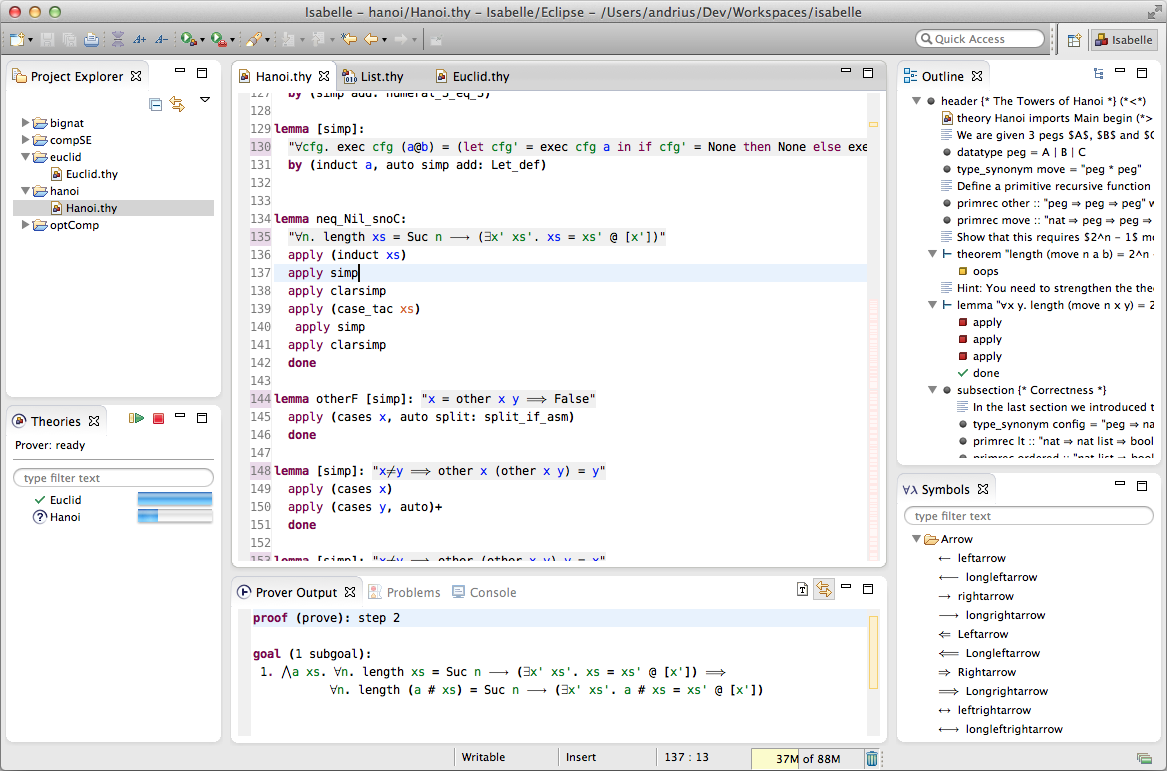 Isabelle – hanoi/Hanoi.thy – Isabelle/Eclipse – /Users/andrius/Dev/Workspaces/isabelle
Quick Access
Isabelle
Project Explorer
bignat
compSE
euclid
Euclid.thy
hanoi
Hanoi.thy
optComp
Theories
Prover: ready
type filter text
Euclid
Hanoi
Hanoi.thy
List.thy
Euclid.thy
127 by (simp add: numeral_3_eq_3)
128
129 lemma [simp]:
130 "∀cfg. exec cfg (a@b) = (let cfg' = exec cfg a in if cfg' = None then None else exe
131 by (induct a, auto simp add: Let_def)
132
133
134 lemma neq_Nil_snoC:
135 "∀n. length xs = Suc n ⟶ (∃x' xs'. xs = xs' @ [x'])"
136 apply (induct xs)
137 apply simp
138 apply clarsimp
139 apply (case_tac xs)
140 apply simp
141 apply clarsimp
142 done
143
144 lemma otherF [simp]: "x = other x y ⟹ False"
145 apply (cases x, auto split: split_if_asm)
146 done
147
148 lemma [simp]: "x≠y ⟹ other x (other x y) = y"
149 apply (cases x)
150 apply (cases y, auto)+
151 done
152
153 lemma [simp]: "x≠y ⟹ other (other x y) y = x"
Prover Output
Problems
Console
proof (prove): step 2
goal (1 subgoal):
1. ⋀a xs. ∀n. length xs = Suc n ⟶ (∃x' xs'. xs = xs' @ [x']) ⟹
∀n. length (a # xs) = Suc n ⟶ (∃x' xs'. a # xs = xs' @ [x'])
Outline
header {* The Towers of Hanoi *} (*<*)
theory Hanoi imports Main begin (*>
We are given 3 pegs $A$, $B$ and $C
datatype peg = A | B | C
type_synonym move = "peg * peg"
Define a primitive recursive function
primrec other :: "peg ⇒ peg ⇒ peg" w
primrec move :: "nat ⇒ peg ⇒ peg ⇒
Show that this requires $2^n - 1$ m
theorem "length (move n a b) = 2^n
oops
Hint: You need to strengthen the the
lemma "∀x y. length (move n x y) = 2
apply
apply
apply
done
subsection {* Correctness *}
In the last section we introduced t
type_synonym config = "peg ⇒ na
primrec lt :: "nat ⇒ nat list ⇒ bool
primrec ordered :: "nat list ⇒ bool
Symbols
type filter text
Arrow
← leftarrow
⟵ longleftarrow
→ rightarrow
⟶ longrightarrow
⇐ Leftarrow
⟸ Longleftarrow
⇒ Rightarrow
⟹ Longrightarrow
↔ leftrightarrow
⟷ longleftrightarrow
Writable
Insert
137 : 13
37M of 88M